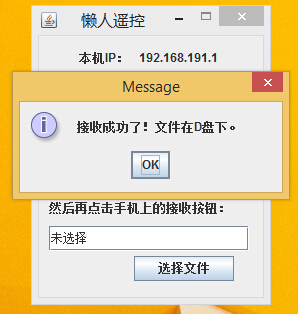 懒人遥控
本机IP： 192.168.191.1
Message
接收成功了！文件在D盘下。
OK
然后再点击手机上的接收按钮：
未选择
选择文件